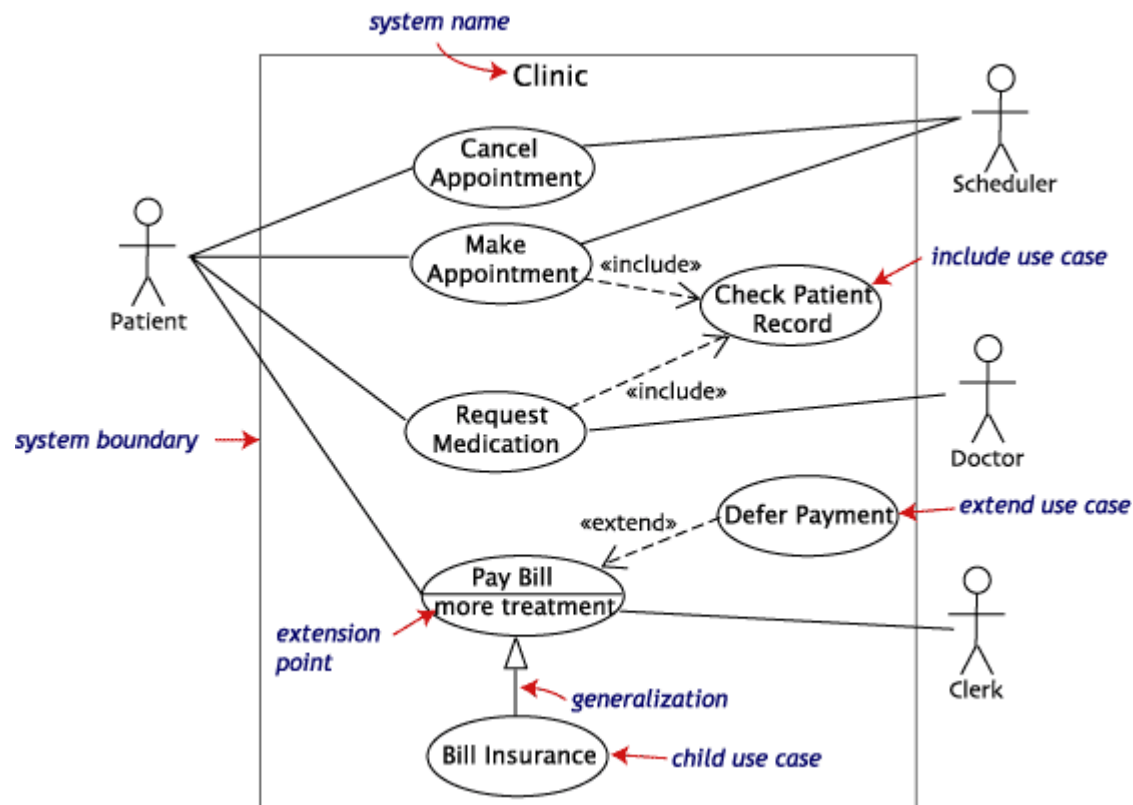 system name
Clinic
Cancel
Appointment
Scheduler
Make
Appointment
«include»
include use case
Check Patient
Record
Patient
«include»
Request
Medication
system boundary
Doctor
Defer Payment
extend use case
«extend»
Pay Bill
more treatment
extension
point
Clerk
generalization
Bill Insurance
child use case